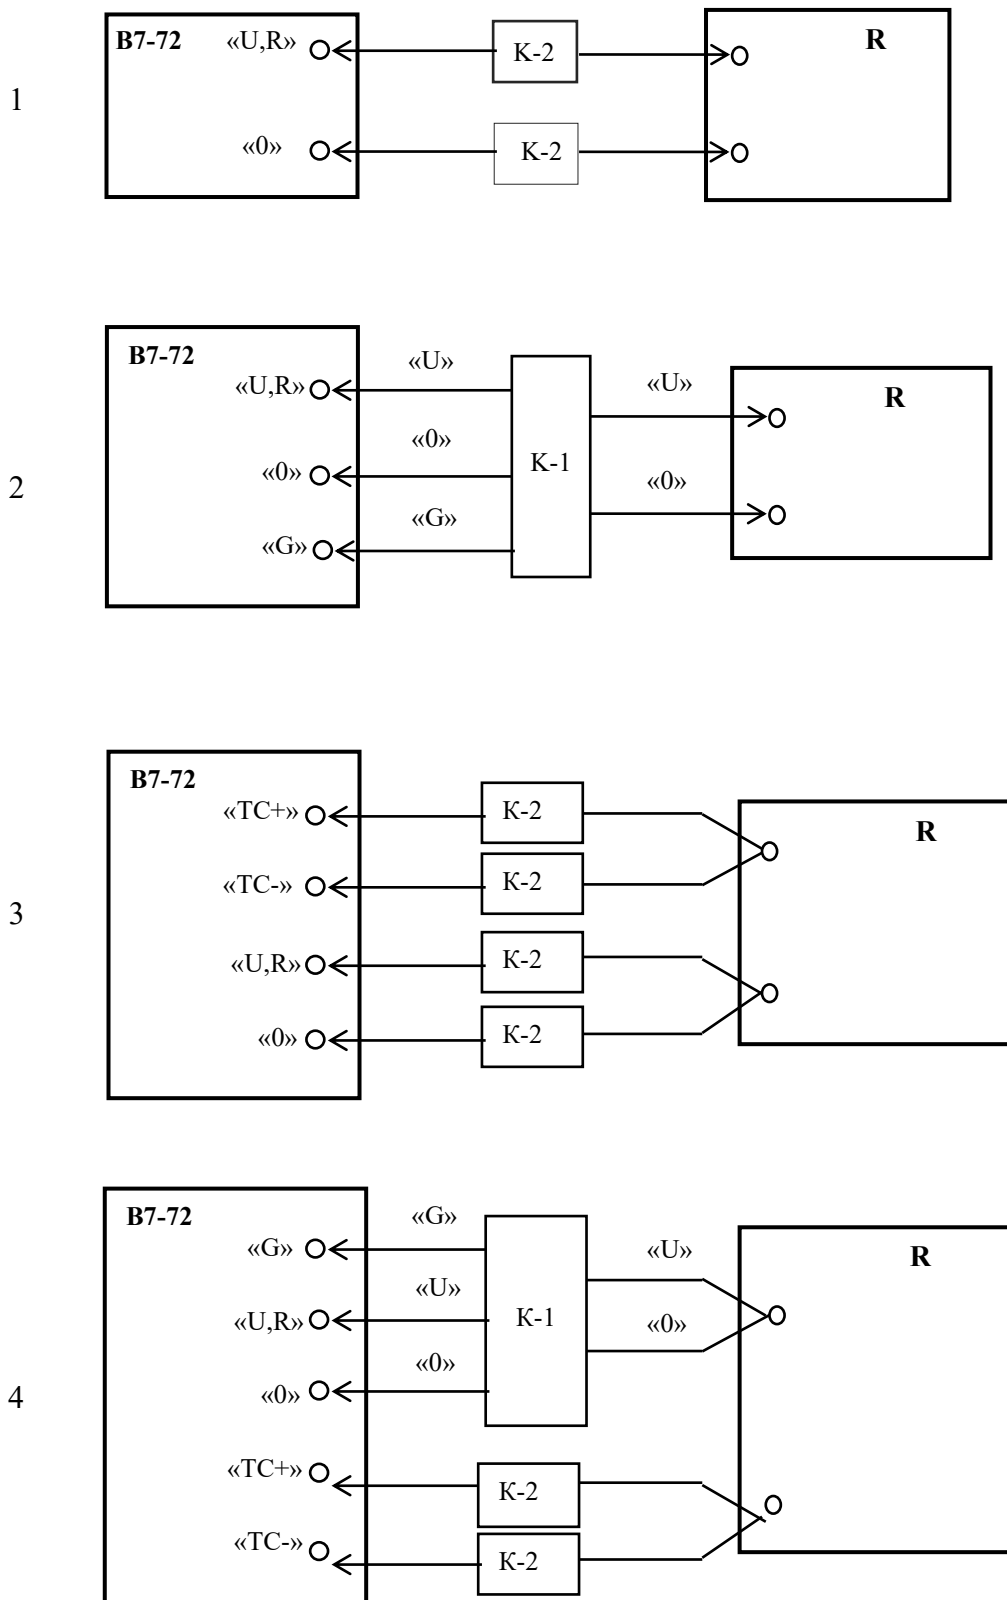 В7-72
«U,R»
К-2
R
1
«0»
К-2
В7-72
«U»
«U,R»
«U»
R
«0»
К-1
2
«0»
«0»
«G»
«G»
В7-72
«ТС+»
К-2
R
«ТС-»
К-2
3
«U,R»
К-2
«0»
К-2
В7-72
«G»
«G»
«U»
R
«U»
«U,R»
К-1
«0»
«0»
4
«0»
«ТС+»
К-2
«ТС-»
К-2